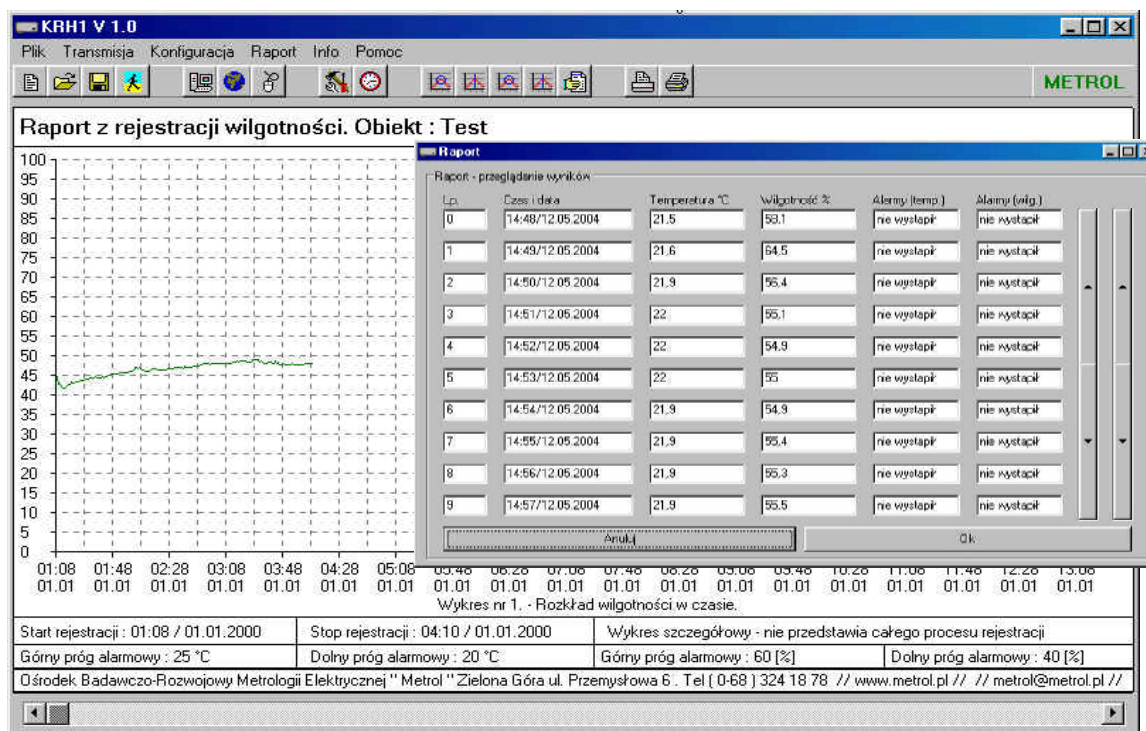 KRH1 V 1.0
Plik Transmisja Konfiguracja Raport Info Pomoc
METROL
Raport z rejestracji wilgotności. Obiekt : Test
100
95
90
85
80
75
70
65
60
55
50
45
40
35
30
25
20
15
10
5
0
Raport
Raport - przeglądanie wyników
Lp. Czas i data Temperatura °C Wilgotność % Alarmy (temp.) Alarmy (wilg.)
0 14:48/12.05.2004 21,5 nie wystąpił nie wystąpił
1 14:49/12.05.2004 21,6 64,5 nie wystąpił nie wystąpił
2 14:50/12.05.2004 21,9 nie wystąpił nie wystąpił
3 14:51/12.05.2004 22 55,1 nie wystąpił nie wystąpił
4 14:52/12.05.2004 22 54,9 nie wystąpił nie wystąpił
5 14:53/12.05.2004 22 55 nie wystąpił nie wystąpił
6 14:54/12.05.2004 21,9 54,9 nie wystąpił nie wystąpił
7 14:55/12.05.2004 21,9 55,4 nie wystąpił nie wystąpił
8 14:56/12.05.2004 21,9 55,3 nie wystąpił nie wystąpił
9 14:57/12.05.2004 21,9 55,5 nie wystąpił nie wystąpił
Anuluj Ok
01:08 01:48 02:28 03:08 03:48 04:28 05:08 05:48 06:28 07:08 07:48 08:28 09:08 09:48 10:28 11:08 11:48 12:28 13:08
01.01 01.01 01.01 01.01 01.01 01.01 01.01 01.01 01.01 01.01 01.01 01.01 01.01 01.01 01.01 01.01 01.01 01.01 01.01
Wykres nr 1. - Rozkład wilgotności w czasie.
Start rejestracji : 01:08 / 01.01.2000 Stop rejestracji : 04:10 / 01.01.2000 Wykres szczegółowy - nie przedstawia całego procesu rejestracji
Górny próg alarmowy : 25 °C Dolny próg alarmowy : 20 °C Górny próg alarmowy : 60 [%] Dolny próg alarmowy : 40 [%]
Ośrodek Badawczo-Rozwojowy Metrologii Elektrycznej " Metrol " Zielona Góra ul. Przemysłowa 6 . Tel ( 0-68 ) 324 18 78 // www.metrol.pl // // metrol@metrol.pl //